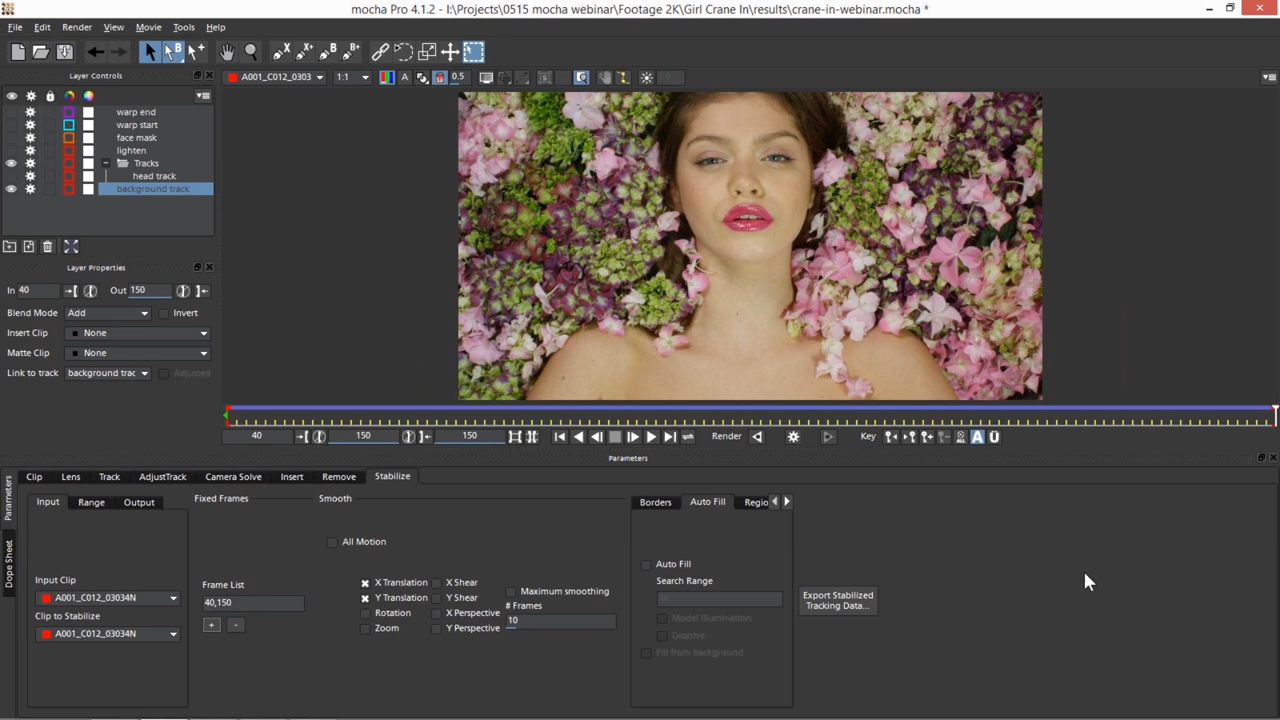 mocha Pro 4.1.2 - I:\Projects\0515 mocha webinar\Footage 2K\Girl Crane In\results\crane-in-webinar.mocha *
File Edit Render View Movie Tools Help
Layer Controls
A001_C012_0303
1:1
A
0.5
warp end
warp start
face mask
lighten
Tracks
head track
background track
Layer Properties
In 40 Out 150
Blend Mode Add Invert
Insert Clip None
Matte Clip None
Link to track background trac Adjusted
40 150 150 Render Key ALL A
Parameters
Clip Lens Track AdjustTrack Camera Solve Insert Remove Stabilize
Parameters
Dope Sheet
Input Range Output
Fixed Frames
Smooth
Borders Auto Fill Regio
All Motion
Input Clip
A001_C012_03034N
Clip to Stabilize
A001_C012_03034N
Frame List
40,150
+ -
X Translation X Shear
Y Translation Y Shear
Rotation X Perspective
Zoom Y Perspective
Maximum smoothing
# Frames
10
Auto Fill
Search Range
Model Illumination
Dissolve
Fill from background
Export Stabilized
Tracking Data...